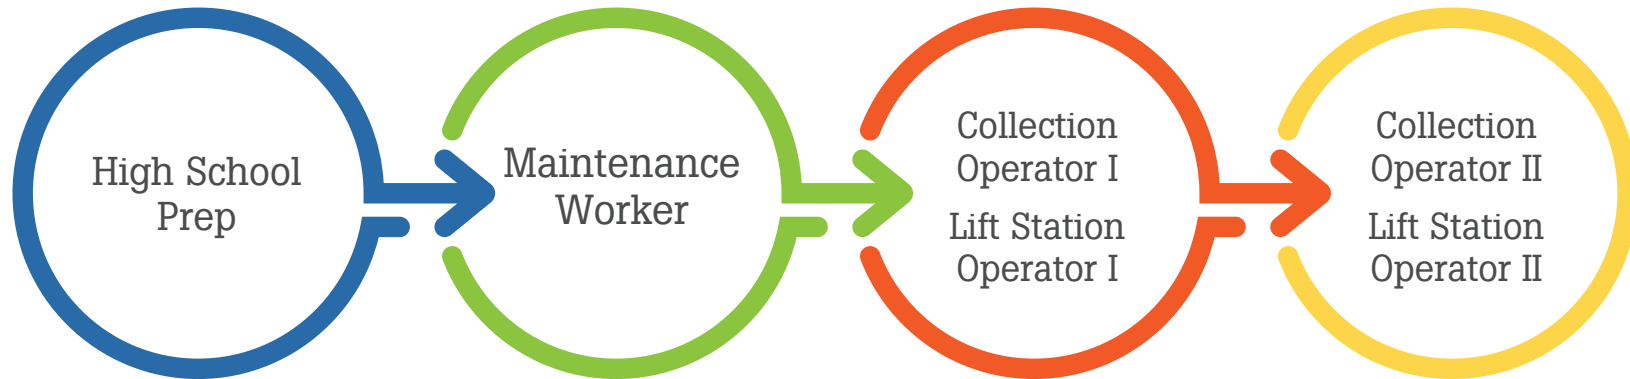 High School
Prep
Maintenance
Worker
Collection
Operator I
Lift Station
Operator I
Collection
Operator II
Lift Station
Operator II